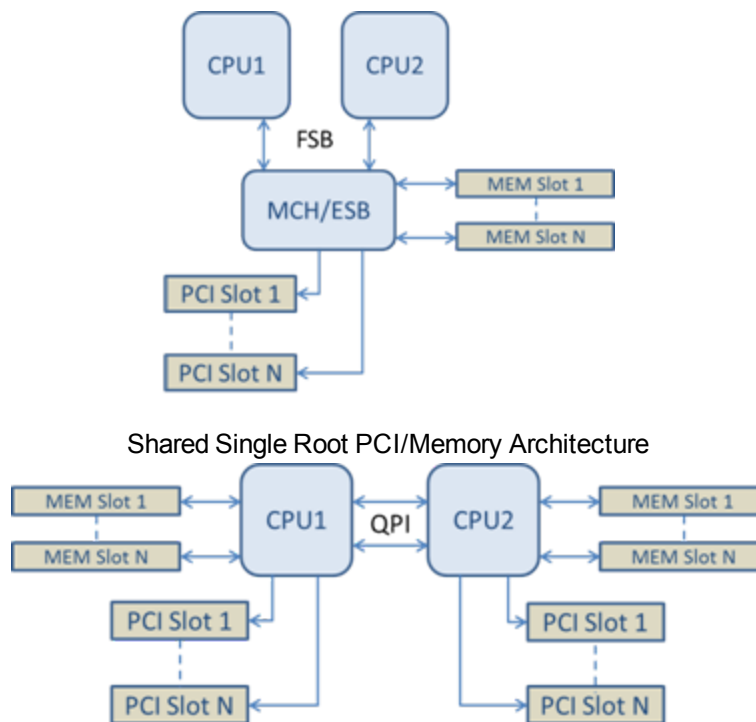 CPU1 CPU2
FSB
MCH/ESB
MEM Slot 1
MEM Slot N
PCI Slot 1
PCI Slot N
Shared Single Root PCI/Memory Architecture
MEM Slot 1
MEM Slot N
CPU1 QPI CPU2
MEM Slot 1
MEM Slot N
PCI Slot 1
PCI Slot N
PCI Slot 1
PCI Slot N